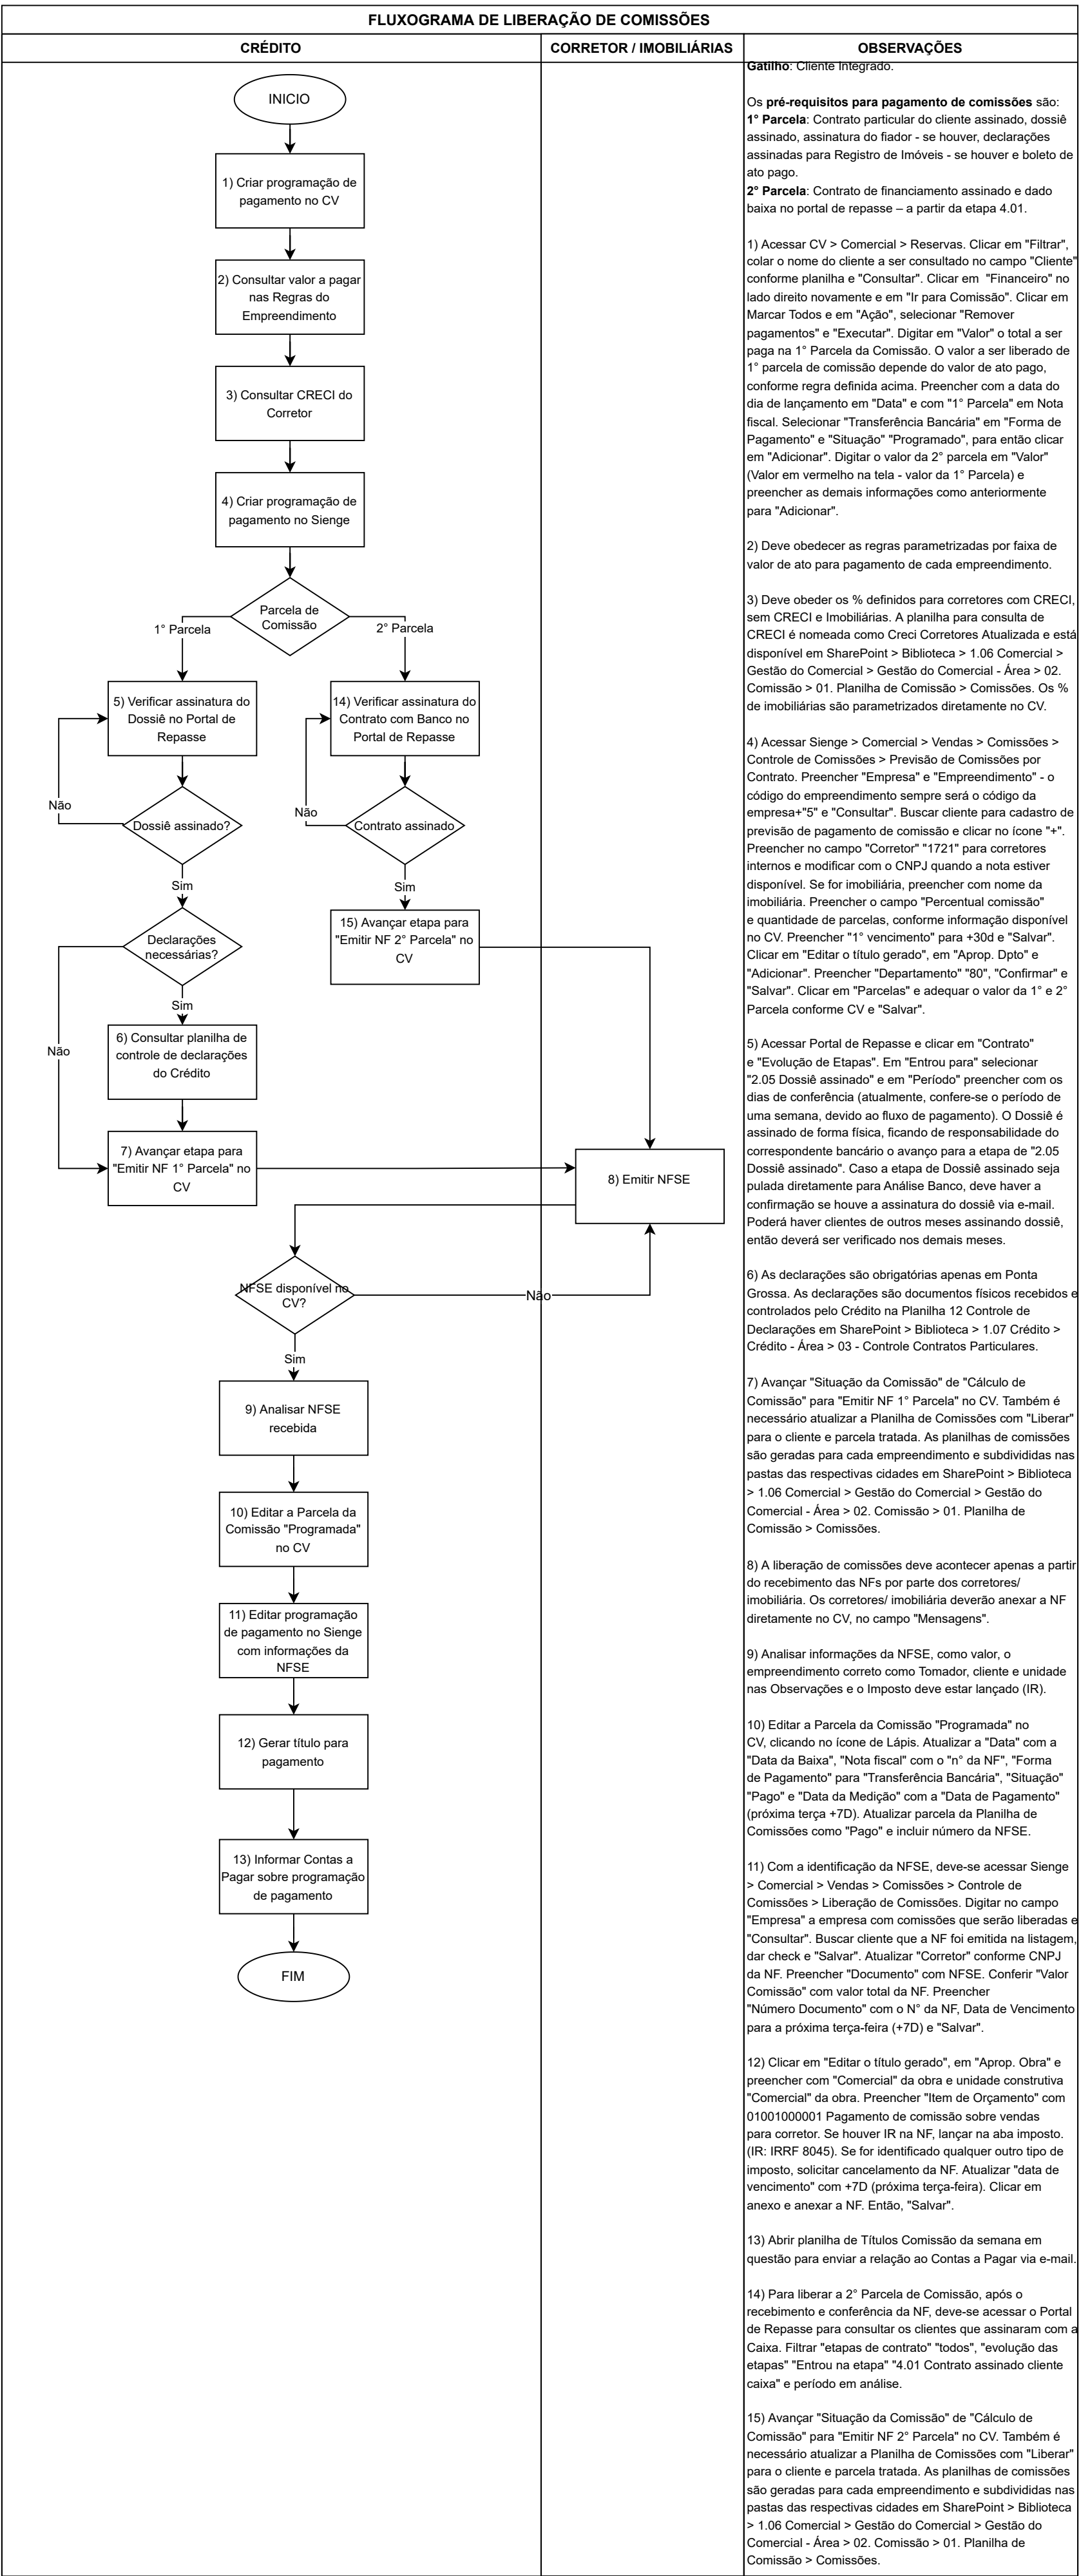 FLUXOGRAMA DE LIBERAÇÃO DE COMISSÕES
CRÉDITO
CORRETOR / IMOBILIÁRIAS
OBSERVAÇÕES
INICIO
1) Criar programação de
pagamento no CV
2) Consultar valor a pagar
nas Regras do
Empreendimento
3) Consultar CRECI do
Corretor
4) Criar programação de
pagamento no Sienge
Parcela de
Comissão
1° Parcela
2° Parcela
5) Verificar assinatura do
Dossiê no Portal de
Repasse
14) Verificar assinatura do
Contrato com Banco no
Portal de Repasse
Não
Dossiê assinado?
Não
Contrato assinado
Sim
Sim
15) Avançar etapa para
"Emitir NF 2° Parcela" no
CV
Declarações
necessárias?
Sim
Não
6) Consultar planilha de
controle de declarações
do Crédito
7) Avançar etapa para
"Emitir NF 1° Parcela" no
CV
8) Emitir NFSE
NFSE disponível no
CV?
Não
Sim
9) Analisar NFSE
recebida
10) Editar a Parcela da
Comissão "Programada"
no CV
11) Editar programação
de pagamento no Sienge
com informações da
NFSE
12) Gerar título para
pagamento
13) Informar Contas a
Pagar sobre programação
de pagamento
FIM
Gatilho: Cliente Integrado.
Os pré-requisitos para pagamento de comissões são:
1° Parcela: Contrato particular do cliente assinado, dossiê
assinado, assinatura do fiador - se houver, declarações
assinadas para Registro de Imóveis - se houver e boleto de
ato pago.
2° Parcela: Contrato de financiamento assinado e dado
baixa no portal de repasse – a partir da etapa 4.01.
1) Acessar CV > Comercial > Reservas. Clicar em "Filtrar",
colar o nome do cliente a ser consultado no campo "Cliente"
conforme planilha e "Consultar". Clicar em "Financeiro" no
lado direito novamente e em "Ir para Comissão". Clicar em
Marcar Todos e em "Ação", selecionar "Remover
pagamentos" e "Executar". Digitar em "Valor" o total a ser
paga na 1° Parcela da Comissão. O valor a ser liberado de
1° parcela de comissão depende do valor de ato pago,
conforme regra definida acima. Preencher com a data do
dia de lançamento em "Data" e com "1° Parcela" em Nota
fiscal. Selecionar "Transferência Bancária" em "Forma de
Pagamento" e "Situação" "Programado", para então clicar
em "Adicionar". Digitar o valor da 2° parcela em "Valor"
(Valor em vermelho na tela - valor da 1° Parcela) e
preencher as demais informações como anteriormente
para "Adicionar".
2) Deve obedecer as regras parametrizadas por faixa de
valor de ato para pagamento de cada empreendimento.
3) Deve obeder os % definidos para corretores com CRECI,
sem CRECI e Imobiliárias. A planilha para consulta de
CRECI é nomeada como Creci Corretores Atualizada e está
disponível em SharePoint > Biblioteca > 1.06 Comercial >
Gestão do Comercial > Gestão do Comercial - Área > 02.
Comissão > 01. Planilha de Comissão > Comissões. Os %
de imobiliárias são parametrizados diretamente no CV.
4) Acessar Sienge > Comercial > Vendas > Comissões >
Controle de Comissões > Previsão de Comissões por
Contrato. Preencher "Empresa" e "Empreendimento" - o
código do empreendimento sempre será o código da
empresa+"5" e "Consultar". Buscar cliente para cadastro de
previsão de pagamento de comissão e clicar no ícone "+".
Preencher no campo "Corretor" "1721" para corretores
internos e modificar com o CNPJ quando a nota estiver
disponível. Se for imobiliária, preencher com nome da
imobiliária. Preencher o campo "Percentual comissão"
e quantidade de parcelas, conforme informação disponível
no CV. Preencher "1° vencimento" para +30d e "Salvar".
Clicar em "Editar o título gerado", em "Aprop. Dpto" e
"Adicionar". Preencher "Departamento" "80", "Confirmar" e
"Salvar". Clicar em "Parcelas" e adequar o valor da 1° e 2°
Parcela conforme CV e "Salvar".
5) Acessar Portal de Repasse e clicar em "Contrato"
e "Evolução de Etapas". Em "Entrou para" selecionar
"2.05 Dossiê assinado" e em "Período" preencher com os
dias de conferência (atualmente, confere-se o período de
uma semana, devido ao fluxo de pagamento). O Dossiê é
assinado de forma física, ficando de responsabilidade do
correspondente bancário o avanço para a etapa de "2.05
Dossiê assinado". Caso a etapa de Dossiê assinado seja
pulada diretamente para Análise Banco, deve haver a
confirmação se houve a assinatura do dossiê via e-mail.
Poderá haver clientes de outros meses assinando dossiê,
então deverá ser verificado nos demais meses.
6) As declarações são obrigatórias apenas em Ponta
Grossa. As declarações são documentos físicos recebidos e
controlados pelo Crédito na Planilha 12 Controle de
Declarações em SharePoint > Biblioteca > 1.07 Crédito >
Crédito - Área > 03 - Controle Contratos Particulares.
7) Avançar "Situação da Comissão" de "Cálculo de
Comissão" para "Emitir NF 1° Parcela" no CV. Também é
necessário atualizar a Planilha de Comissões com "Liberar"
para o cliente e parcela tratada. As planilhas de comissões
são geradas para cada empreendimento e subdivididas nas
pastas das respectivas cidades em SharePoint > Biblioteca
> 1.06 Comercial > Gestão do Comercial > Gestão do
Comercial - Área > 02. Comissão > 01. Planilha de
Comissão > Comissões.
8) A liberação de comissões deve acontecer apenas a partir
do recebimento das NFs por parte dos corretores/
imobiliária. Os corretores/ imobiliária deverão anexar a NF
diretamente no CV, no campo "Mensagens".
9) Analisar informações da NFSE, como valor, o
empreendimento correto como Tomador, cliente e unidade
nas Observações e o Imposto deve estar lançado (IR).
10) Editar a Parcela da Comissão "Programada" no
CV, clicando no ícone de Lápis. Atualizar a "Data" com a
"Data da Baixa", "Nota fiscal" com o "n° da NF", "Forma
de Pagamento" para "Transferência Bancária", "Situação"
"Pago" e "Data da Medição" com a "Data de Pagamento"
(próxima terça +7D). Atualizar parcela da Planilha de
Comissões como "Pago" e incluir número da NFSE.
11) Com a identificação da NFSE, deve-se acessar Sienge
> Comercial > Vendas > Comissões > Controle de
Comissões > Liberação de Comissões. Digitar no campo
"Empresa" a empresa com comissões que serão liberadas e
"Consultar". Buscar cliente que a NF foi emitida na listagem,
dar check e "Salvar". Atualizar "Corretor" conforme CNPJ
da NF. Preencher "Documento" com NFSE. Conferir "Valor
Comissão" com valor total da NF. Preencher
"Número Documento" com o N° da NF, Data de Vencimento
para a próxima terça-feira (+7D) e "Salvar".
12) Clicar em "Editar o título gerado", em "Aprop. Obra" e
preencher com "Comercial" da obra e unidade construtiva
"Comercial" da obra. Preencher "Item de Orçamento" com
01001000001 Pagamento de comissão sobre vendas
para corretor. Se houver IR na NF, lançar na aba imposto.
(IR: IRRF 8045). Se for identificado qualquer outro tipo de
imposto, solicitar cancelamento da NF. Atualizar "data de
vencimento" com +7D (próxima terça-feira). Clicar em
anexo e anexar a NF. Então, "Salvar".
13) Abrir planilha de Títulos Comissão da semana em
questão para enviar a relação ao Contas a Pagar via e-mail.
14) Para liberar a 2° Parcela de Comissão, após o
recebimento e conferência da NF, deve-se acessar o Portal
de Repasse para consultar os clientes que assinaram com a
Caixa. Filtrar "etapas de contrato" "todos", "evolução das
etapas" "Entrou na etapa" "4.01 Contrato assinado cliente
caixa" e período em análise.
15) Avançar "Situação da Comissão" de "Cálculo de
Comissão" para "Emitir NF 2° Parcela" no CV. Também é
necessário atualizar a Planilha de Comissões com "Liberar"
para o cliente e parcela tratada. As planilhas de comissões
são geradas para cada empreendimento e subdivididas nas
pastas das respectivas cidades em SharePoint > Biblioteca
> 1.06 Comercial > Gestão do Comercial > Gestão do
Comercial - Área > 02. Comissão > 01. Planilha de
Comissão > Comissões.